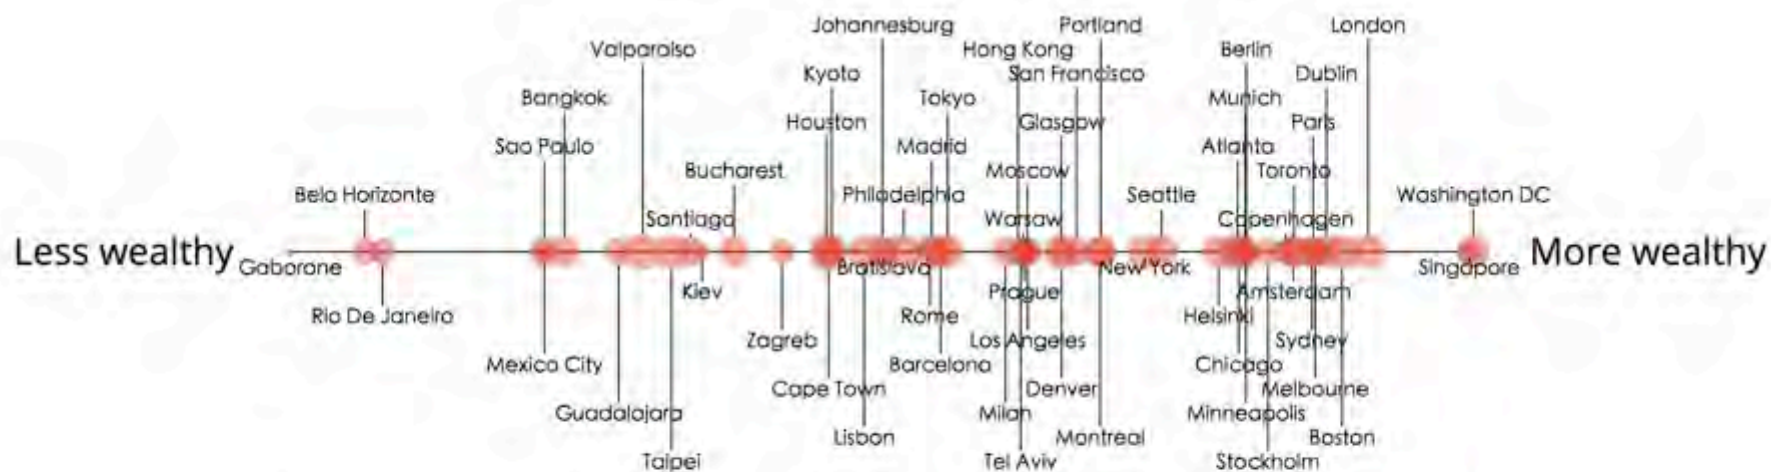 Johannesburg
Portland
London
Valparaiso
Hong Kong
Berlin
Kyoto
San Francisco
Dublin
Bangkok
Tokyo
Munich
Houston
Glasgow
Paris
Sao Paulo
Madrid
Atlanta
Bucharest
Moscow
Toronto
Belo Horizonte
Philadelphia
Seattle
Washington DC
Santiago
Warsaw
Copenhagen
Less wealthy
More wealthy
Gaborone
Bratislava
New York
Singapore
Kiev
Prague
Amsterdam
Rio De Janeiro
Rome
Helsinki
Zagreb
Los Angeles
Sydney
Mexico City
Barcelona
Chicago
Cape Town
Denver
Melbourne
Guadalajara
Milan
Minneapolis
Lisbon
Montreal
Boston
Taipei
Tel Aviv
Stockholm